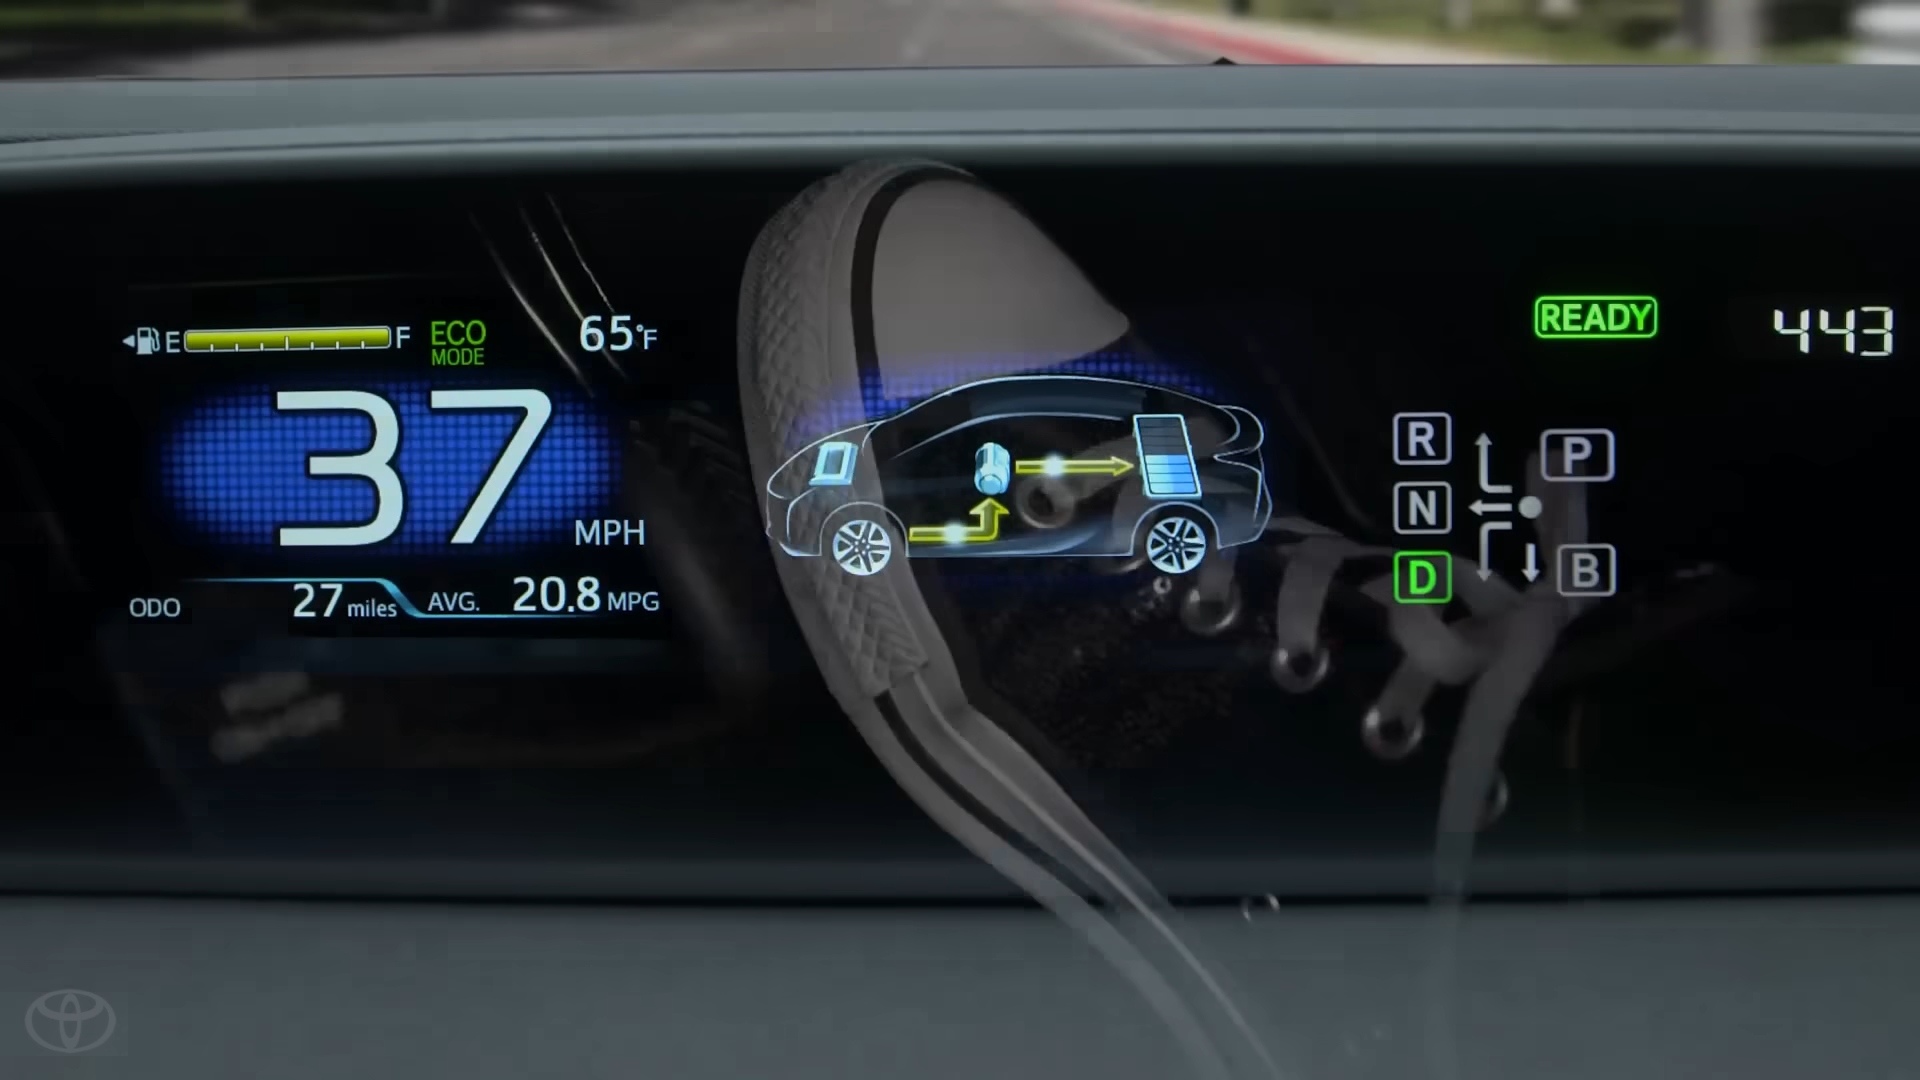 E F ECO MODE 65°F
37 MPH
ODO 27 miles AVG. 20.8 MPG
READY 443
R P
N
D B